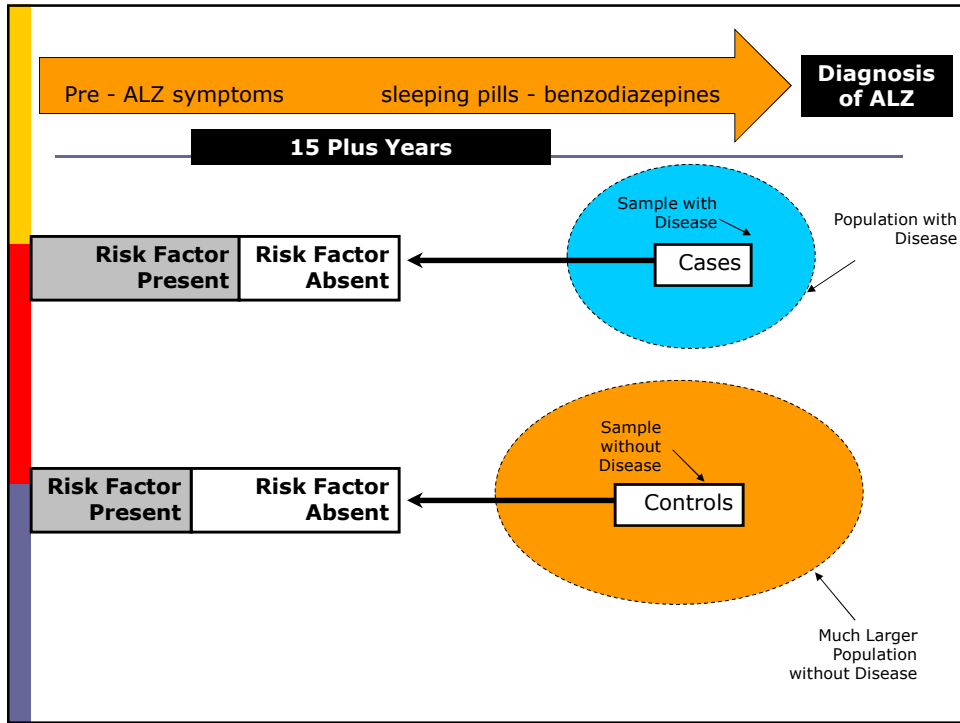 Pre - ALZ symptoms sleeping pills - benzodiazepines
Diagnosis
of ALZ
15 Plus Years
Sample with
Disease
Population with
Disease
Risk Factor
Present
Risk Factor
Absent
Cases
Sample
without
Disease
Risk Factor
Present
Risk Factor
Absent
Controls
Much Larger
Population
without Disease